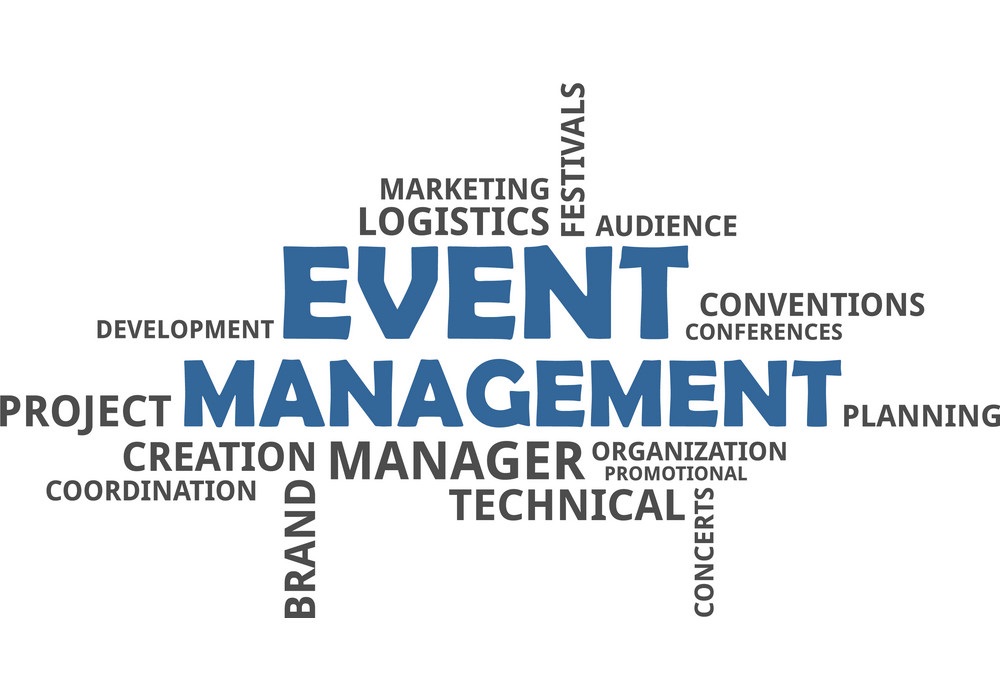 FESTIVALS
MARKETING
LOGISTICS
AUDIENCE
EVENT
CONVENTIONS
DEVELOPMENT
CONFERENCES
MANAGEMENT
PROJECT
PLANNING
CREATION
MANAGER
ORGANIZATION
PROMOTIONAL
COORDINATION
TECHNICAL
BRAND
CONCERTS